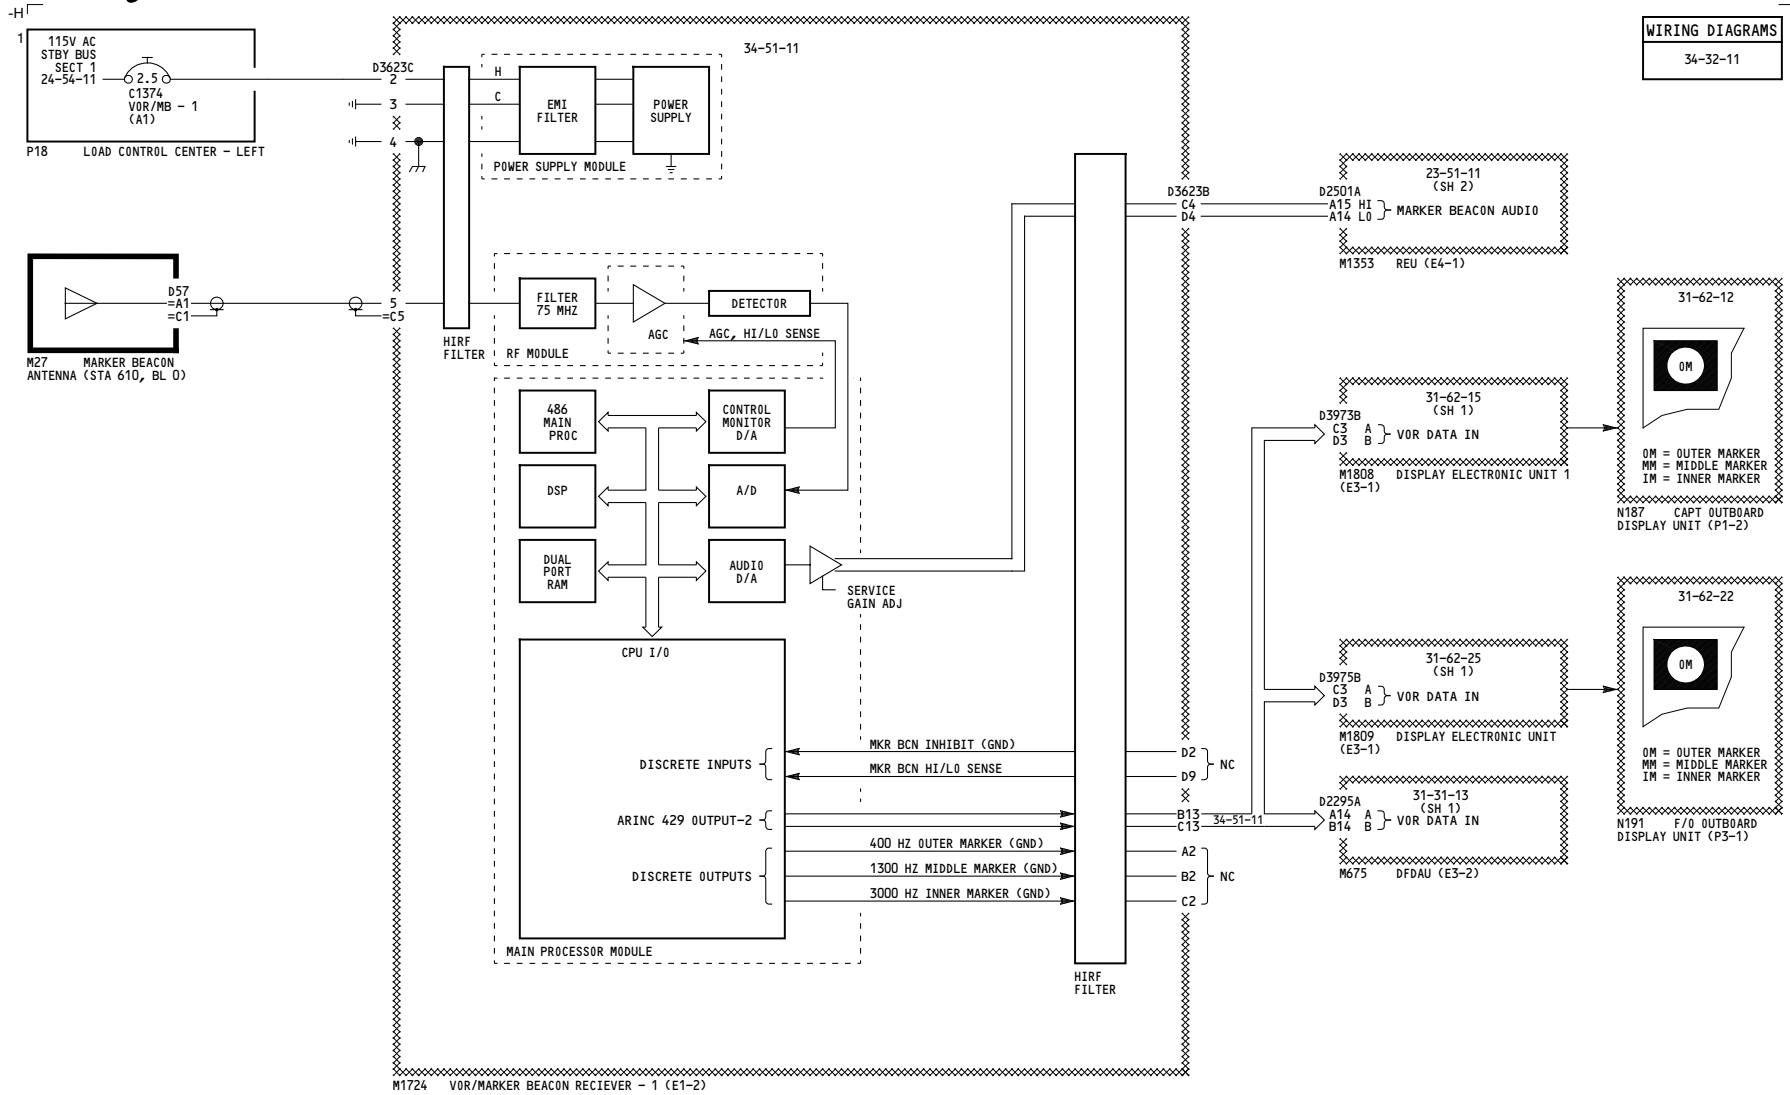 -H
1
115V AC
STBY BUS
SECT 1
24-54-11
2.5
C1374
VOR/MB - 1
(A1)
P18 LOAD CONTROL CENTER - LEFT
D3623C
2
3
4
34-51-11
H
C
EMI
FILTER
POWER
SUPPLY
POWER SUPPLY MODULE
WIRING DIAGRAMS
34-32-11
D57
=A1
=C1
5
=C5
M27 MARKER BEACON
ANTENNA (STA 610, BL 0)
HIRF
FILTER
FILTER
75 MHZ
AGC
DETECTOR
AGC, HI/LO SENSE
RF MODULE
486
MAIN
PROC
CONTROL
MONITOR
D/A
DSP
A/D
DUAL
PORT
RAM
AUDIO
D/A
SERVICE
GAIN ADJ
CPU I/O
DISCRETE INPUTS
MKR BCN INHIBIT (GND)
MKR BCN HI/LO SENSE
ARINC 429 OUTPUT-2
DISCRETE OUTPUTS
400 HZ OUTER MARKER (GND)
1300 HZ MIDDLE MARKER (GND)
3000 HZ INNER MARKER (GND)
MAIN PROCESSOR MODULE
HIRF
FILTER
D3623B
C4
D4
D2
D9
NC
B13
C13
34-51-11
A2
B2
C2
NC
M1724 VOR/MARKER BEACON RECIEVER - 1 (E1-2)
23-51-11
(SH 2)
D2501A
A15 HI
A14 LO
MARKER BEACON AUDIO
M1353 REU (E4-1)
31-62-15
(SH 1)
D3973B
C3 A
D3 B
VOR DATA IN
M1808 DISPLAY ELECTRONIC UNIT 1
(E3-1)
31-62-12
OM
OM = OUTER MARKER
MM = MIDDLE MARKER
IM = INNER MARKER
N187 CAPT OUTBOARD
DISPLAY UNIT (P1-2)
31-62-25
(SH 1)
D3975B
C3 A
D3 B
VOR DATA IN
M1809 DISPLAY ELECTRONIC UNIT
(E3-1)
31-62-22
OM
OM = OUTER MARKER
MM = MIDDLE MARKER
IM = INNER MARKER
N191 F/O OUTBOARD
DISPLAY UNIT (P3-1)
31-31-13
(SH 1)
D2295A
A14 A
B14 B
VOR DATA IN
M675 DFDAU (E3-2)